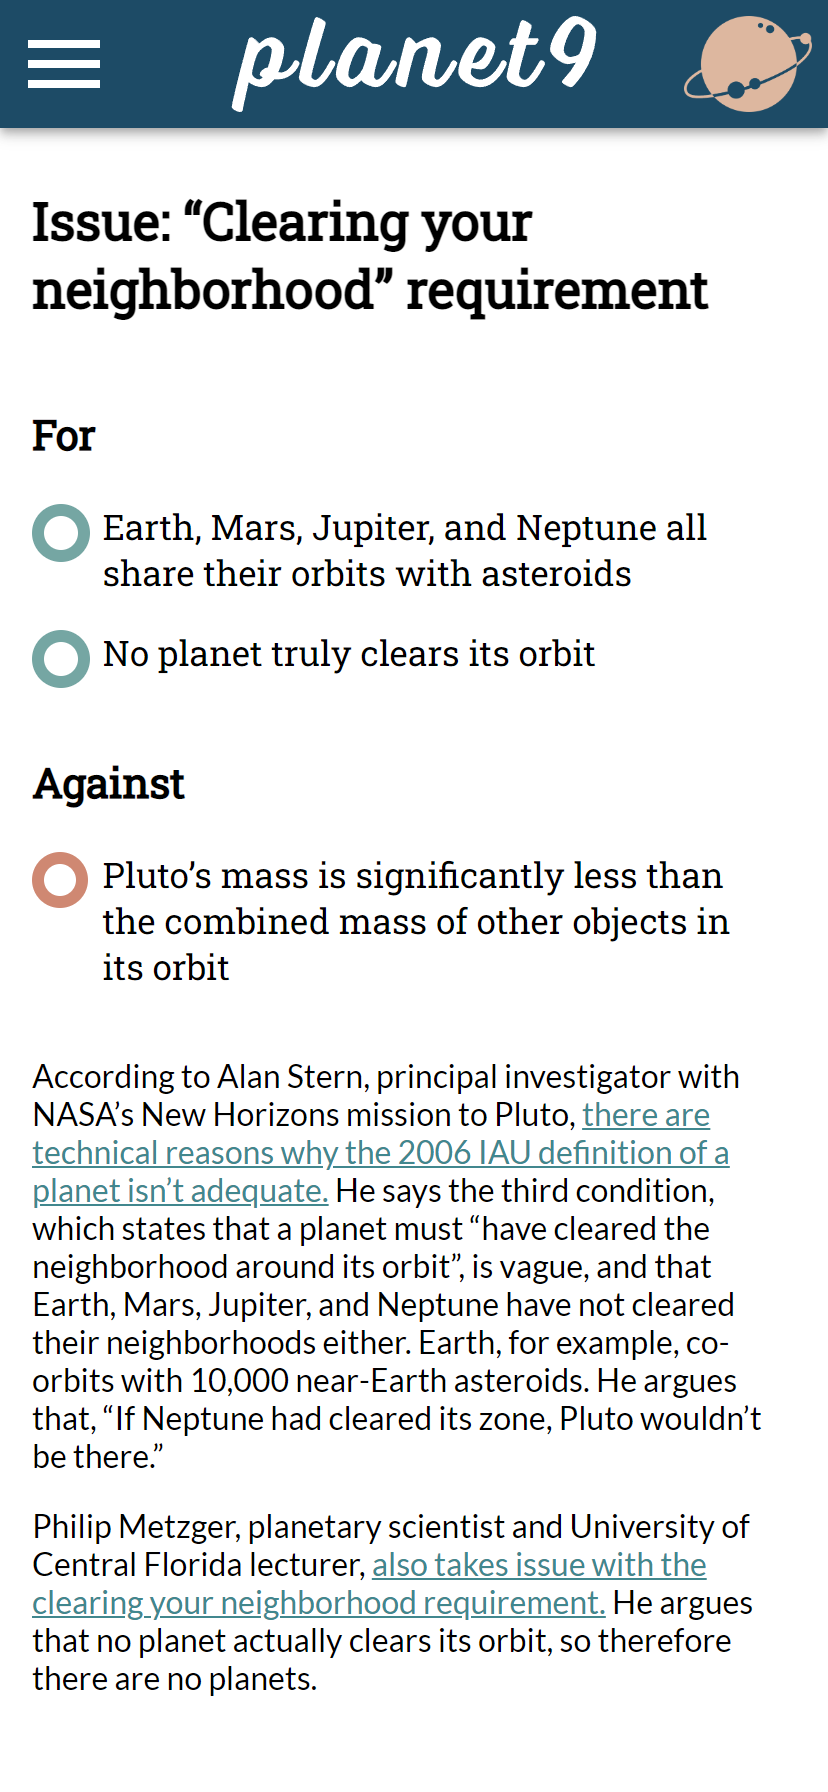 planet9
Issue: “Clearing your
neighborhood” requirement
For
Earth, Mars, Jupiter, and Neptune all
share their orbits with asteroids
No planet truly clears its orbit
Against
Pluto’s mass is significantly less than
the combined mass of other objects in
its orbit
According to Alan Stern, principal investigator with
NASA’s New Horizons mission to Pluto, there are
technical reasons why the 2006 IAU definition of a
planet isn’t adequate. He says the third condition,
which states that a planet must “have cleared the
neighborhood around its orbit”, is vague, and that
Earth, Mars, Jupiter, and Neptune have not cleared
their neighborhoods either. Earth, for example, co-
orbits with 10,000 near-Earth asteroids. He argues
that, “If Neptune had cleared its zone, Pluto wouldn’t
be there.”
Philip Metzger, planetary scientist and University of
Central Florida lecturer, also takes issue with the
clearing your neighborhood requirement. He argues
that no planet actually clears its orbit, so therefore
there are no planets.